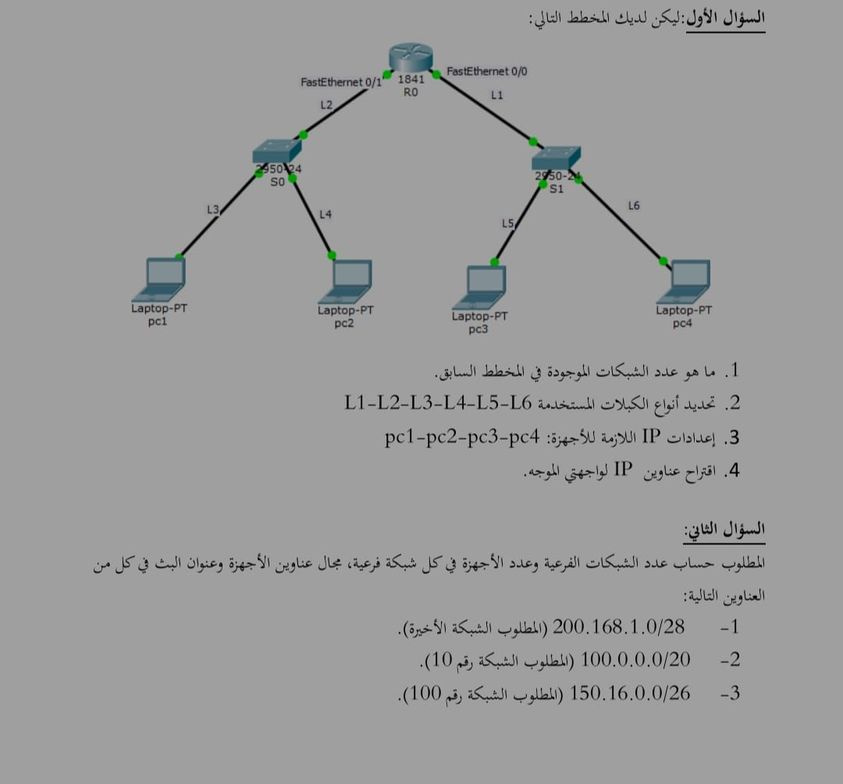 السؤال الأول:ليكن لديك المخطط التالي:
FastEthernet 0/1
1841
R0
FastEthernet 0/0
L2
L1
2950-24
S0
2950-24
S1
L3
L4
L5
L6
Laptop-PT
pc1
Laptop-PT
pc2
Laptop-PT
pc3
Laptop-PT
pc4
1. ما هو عدد الشبكات الموجودة في المخطط السابق.
2. تحديد أنواع الكبلات المستخدمة L1-L2-L3-L4-L5-L6
3. إعدادات IP اللازمة للأجهزة: pc1-pc2-pc3-pc4
4. اقتراح عناوين IP لواجهتي الموجه.
السؤال الثاني:
المطلوب حساب عدد الشبكات الفرعية وعدد الأجهزة في كل شبكة فرعية، مجال عناوين الأجهزة وعنوان البث في كل من
العناوين التالية:
1- 200.168.1.0/28 (المطلوب الشبكة الأخيرة).
2- 100.0.0.0/20 (المطلوب الشبكة رقم 10).
3- 150.16.0.0/26 (المطلوب الشبكة رقم 100).